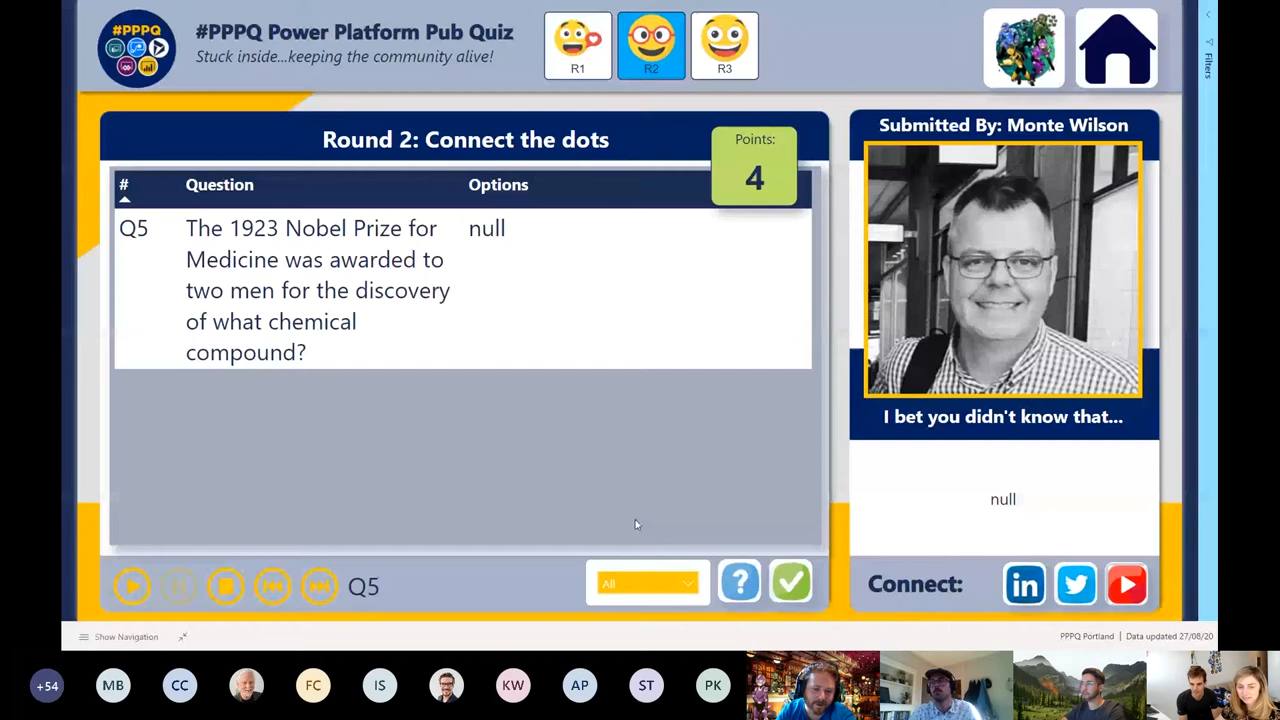 #PPPQ
#PPPQ Power Platform Pub Quiz
Stuck inside...keeping the community alive!
R1
R2
R3
Filters
Round 2: Connect the dots
Points:
4
# Question Options
Q5 The 1923 Nobel Prize for null
Medicine was awarded to
two men for the discovery
of what chemical
compound?
Submitted By: Monte Wilson
I bet you didn't know that...
null
Q5
All
?
Connect:
in
Show Navigation
PPPQ Portland | Data updated 27/08/20
+54 MB CC FC IS KW AP ST PK